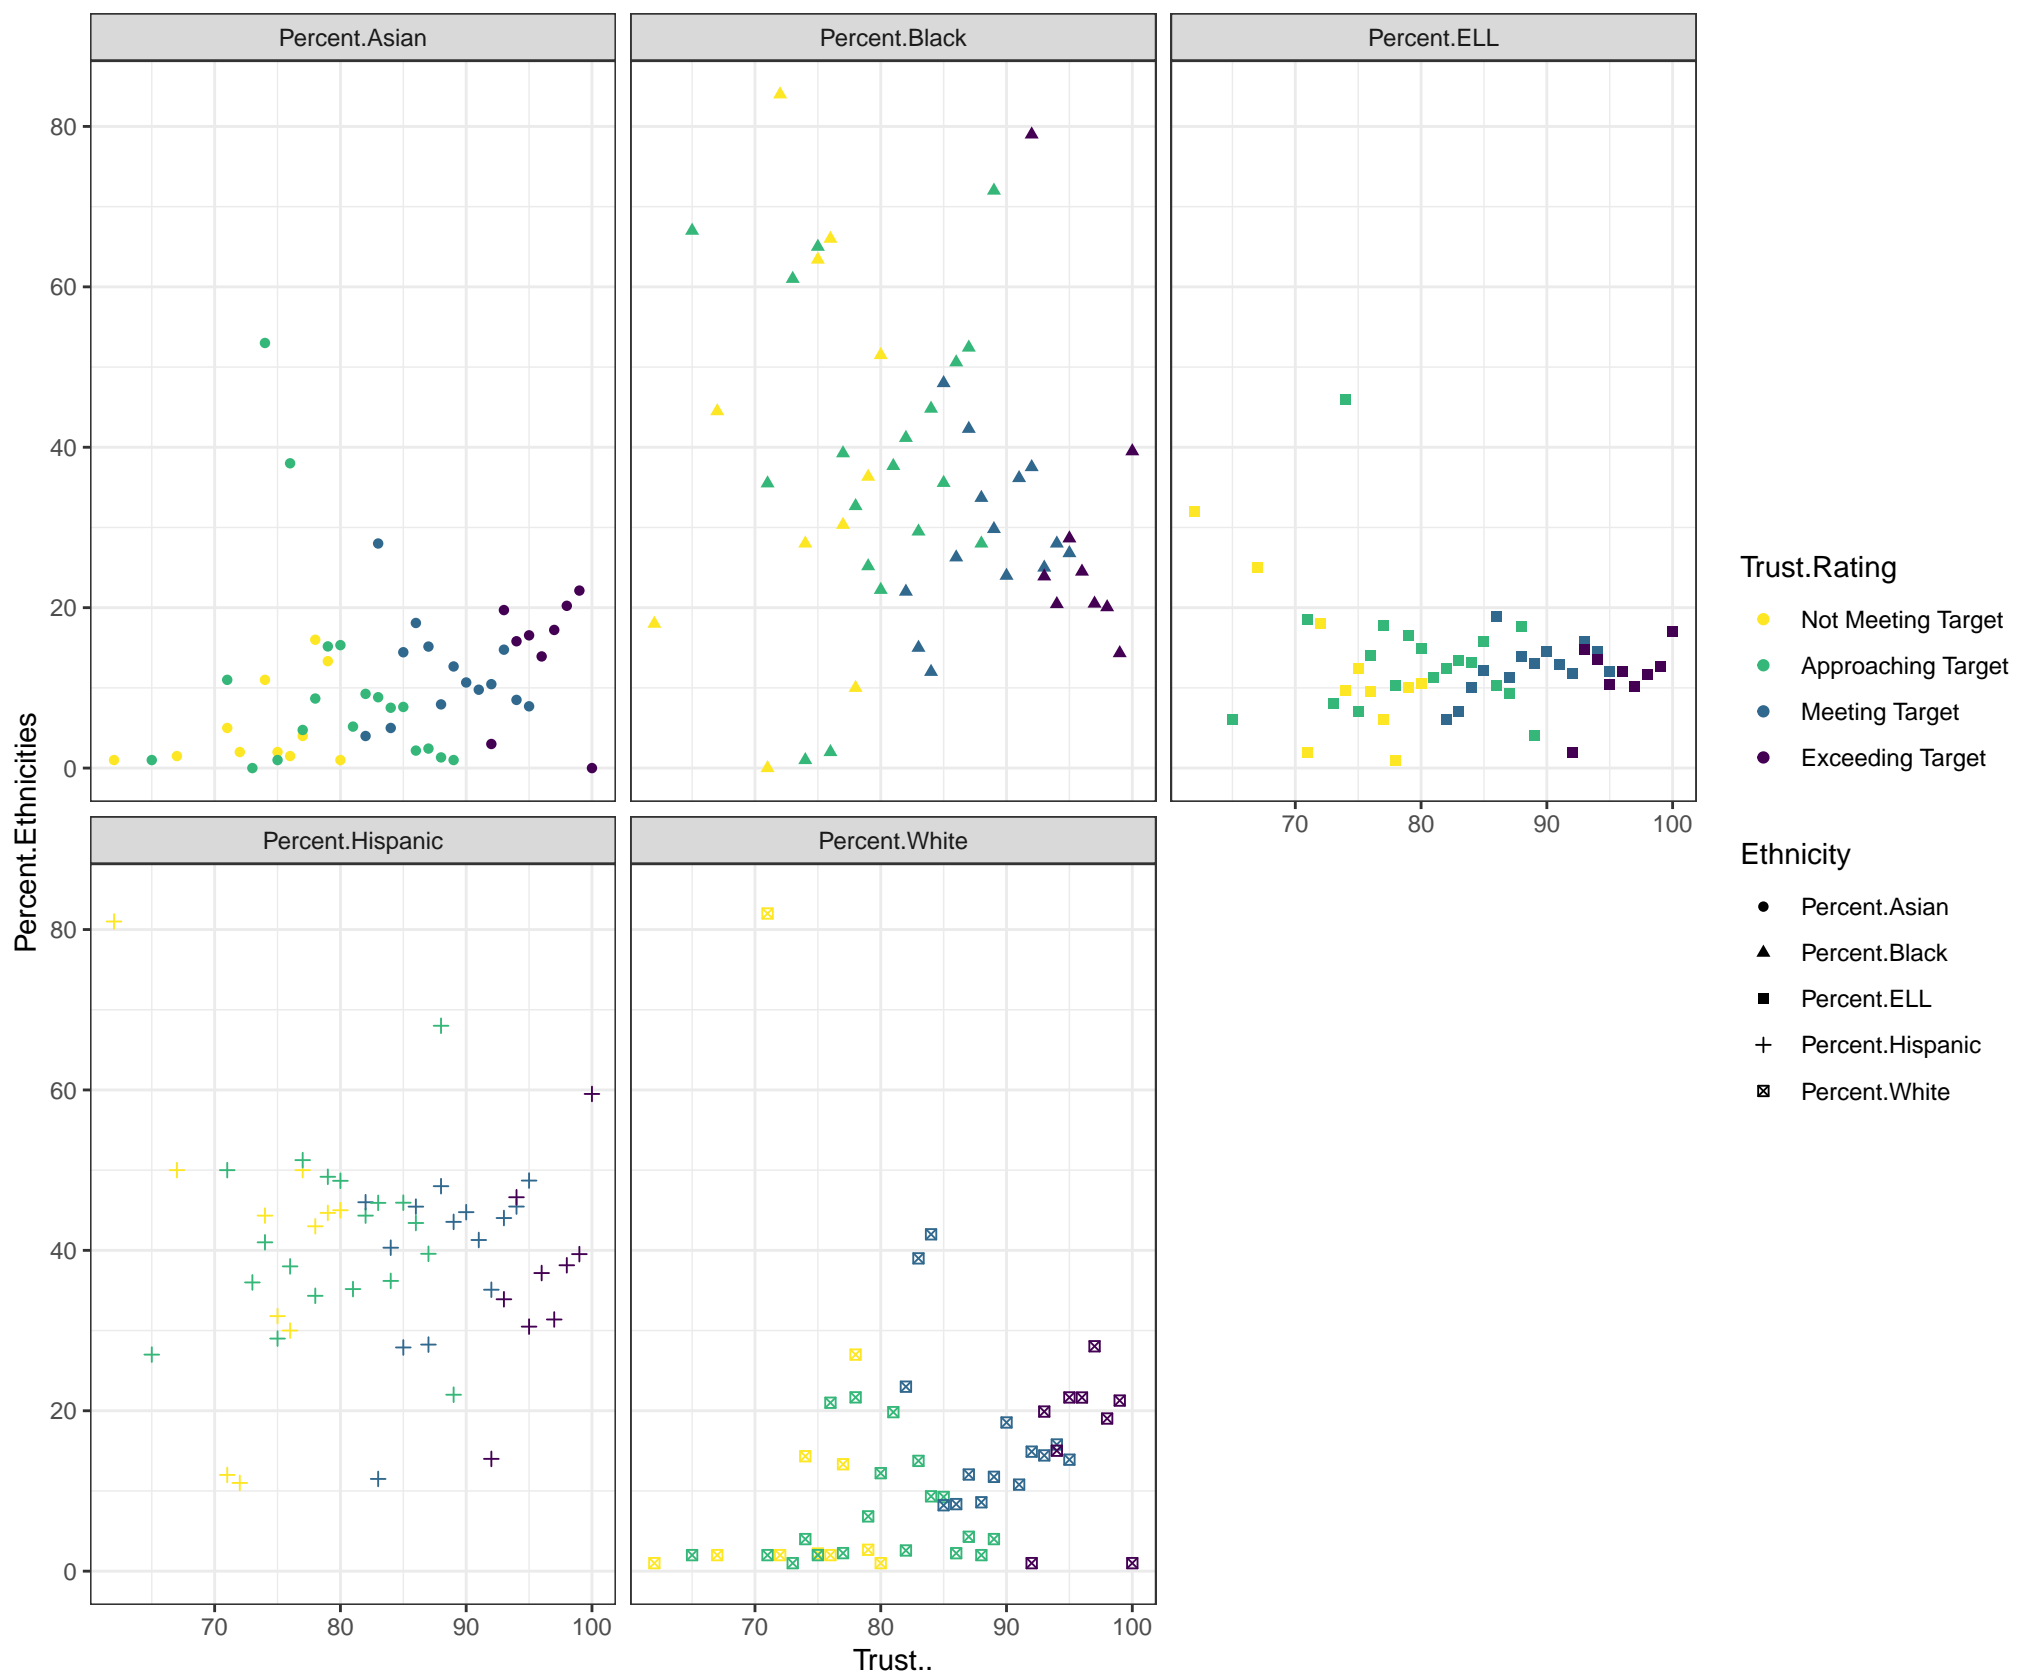 Percent.Asian
Percent.Black
Percent.ELL
80
60
40
20
0
70
80
90
100
Percent.Hispanic
Percent.White
80
60
40
20
0
70
80
90
100
70
80
90
100
Percent.Ethnicities
Trust..
Trust.Rating
Not Meeting Target
Approaching Target
Meeting Target
Exceeding Target
Ethnicity
Percent.Asian
Percent.Black
Percent.ELL
Percent.Hispanic
Percent.White